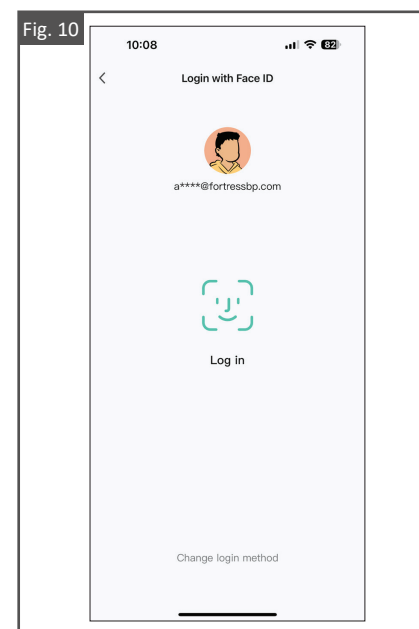 Fig. 10
10:08
82
Login with Face ID
a****@fortressbp.com
Log in
Change login method